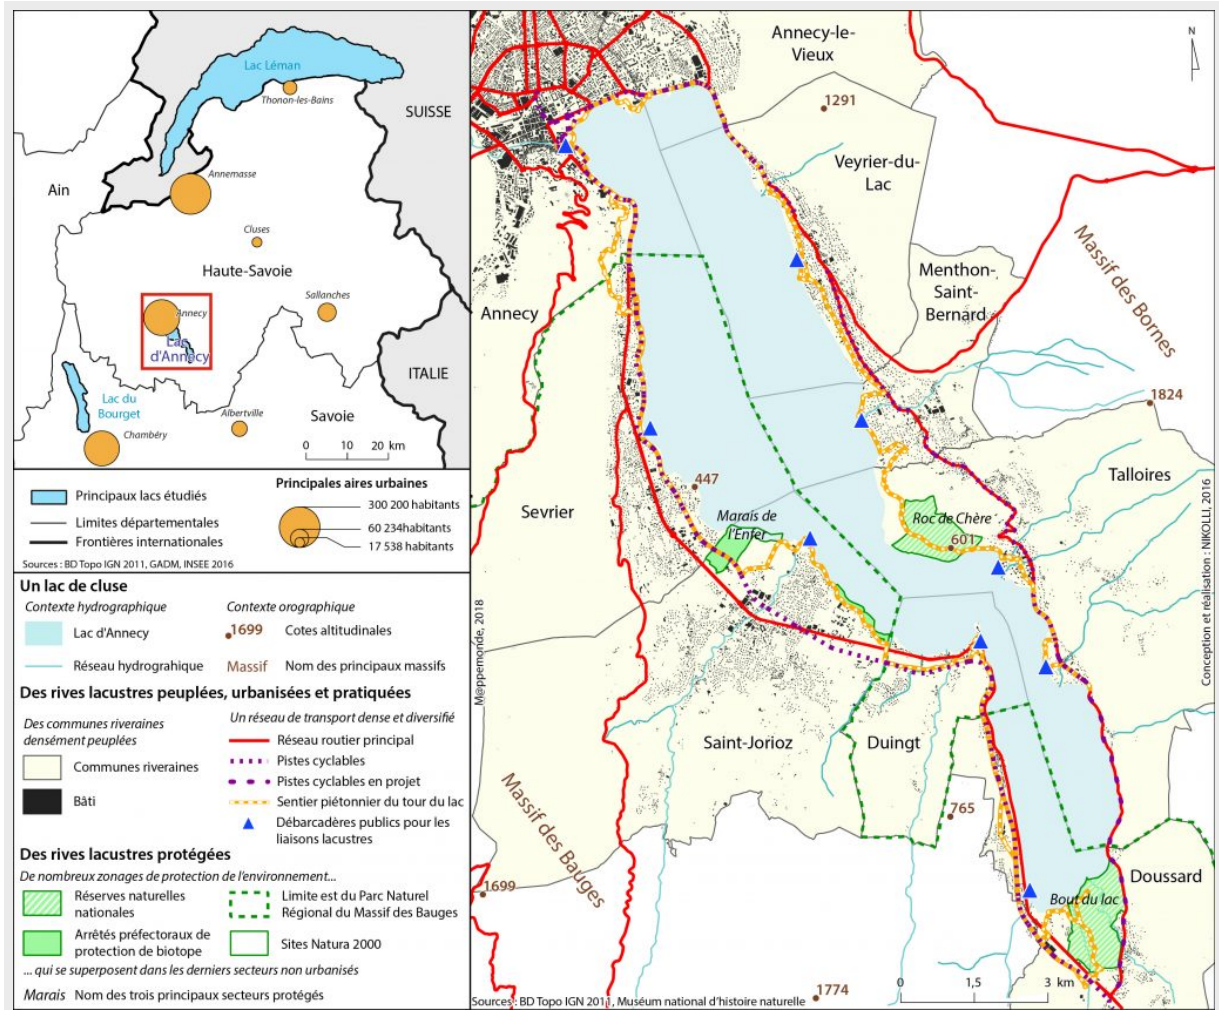 Lac Léman
Thonon-les-Bains
SUISSE
Annemasse
Ain
Cluses
Haute-Savoie
Sallanches
Annecy
Lac
d'Annecy
ITALIE
Lac du
Bourget
Albertville
Savoie
Chambéry
0 10 20 km
Principaux lacs étudiés
Limites départementales
Frontières internationales
Principales aires urbaines
300 200 habitants
60 234habitants
17 538 habitants
Sources : BD Topo IGN 2011, GADM, INSEE 2016
Un lac de cluse
Contexte hydrographique
Lac d'Annecy
Réseau hydrograhique
Contexte orographique
1699 Cotes altitudinales
Massif Nom des principaux massifs
Des rives lacustres peuplées, urbanisées et pratiquées
Des communes riveraines
densément peuplées
Communes riveraines
Bâti
Un réseau de transport dense et diversifié
Réseau routier principal
Pistes cyclables
Pistes cyclables en projet
Sentier piétonnier du tour du lac
Débarcadères publics pour les
liaisons lacustres
Des rives lacustres protégées
De nombreux zonages de protection de l'environnement...
Réserves naturelles
nationales
Arrêtés préfectoraux de
protection de biotope
Limite est du Parc Naturel
Régional du Massif des Bauges
Sites Natura 2000
... qui se superposent dans les derniers secteurs non urbanisés
Marais Nom des trois principaux secteurs protégés
Annecy-le-
Vieux
N
1291
Veyrier-du-
Lac
Massif des Bornes
Menthon-
Saint-
Bernard
Annecy
1824
Talloires
447
Sevrier
Marais de
l'Enfer
Roc de Chère
601
Saint-Jorioz
Duingt
Massif des Bauges
765
Doussard
1699
Bout du lac
1774
0 1,5 3 km
Sources : BD Topo IGN 2011, Muséum national d'histoire naturelle
M@ppemonde, 2018
Conception et réalisation : NIKOLLI, 2016